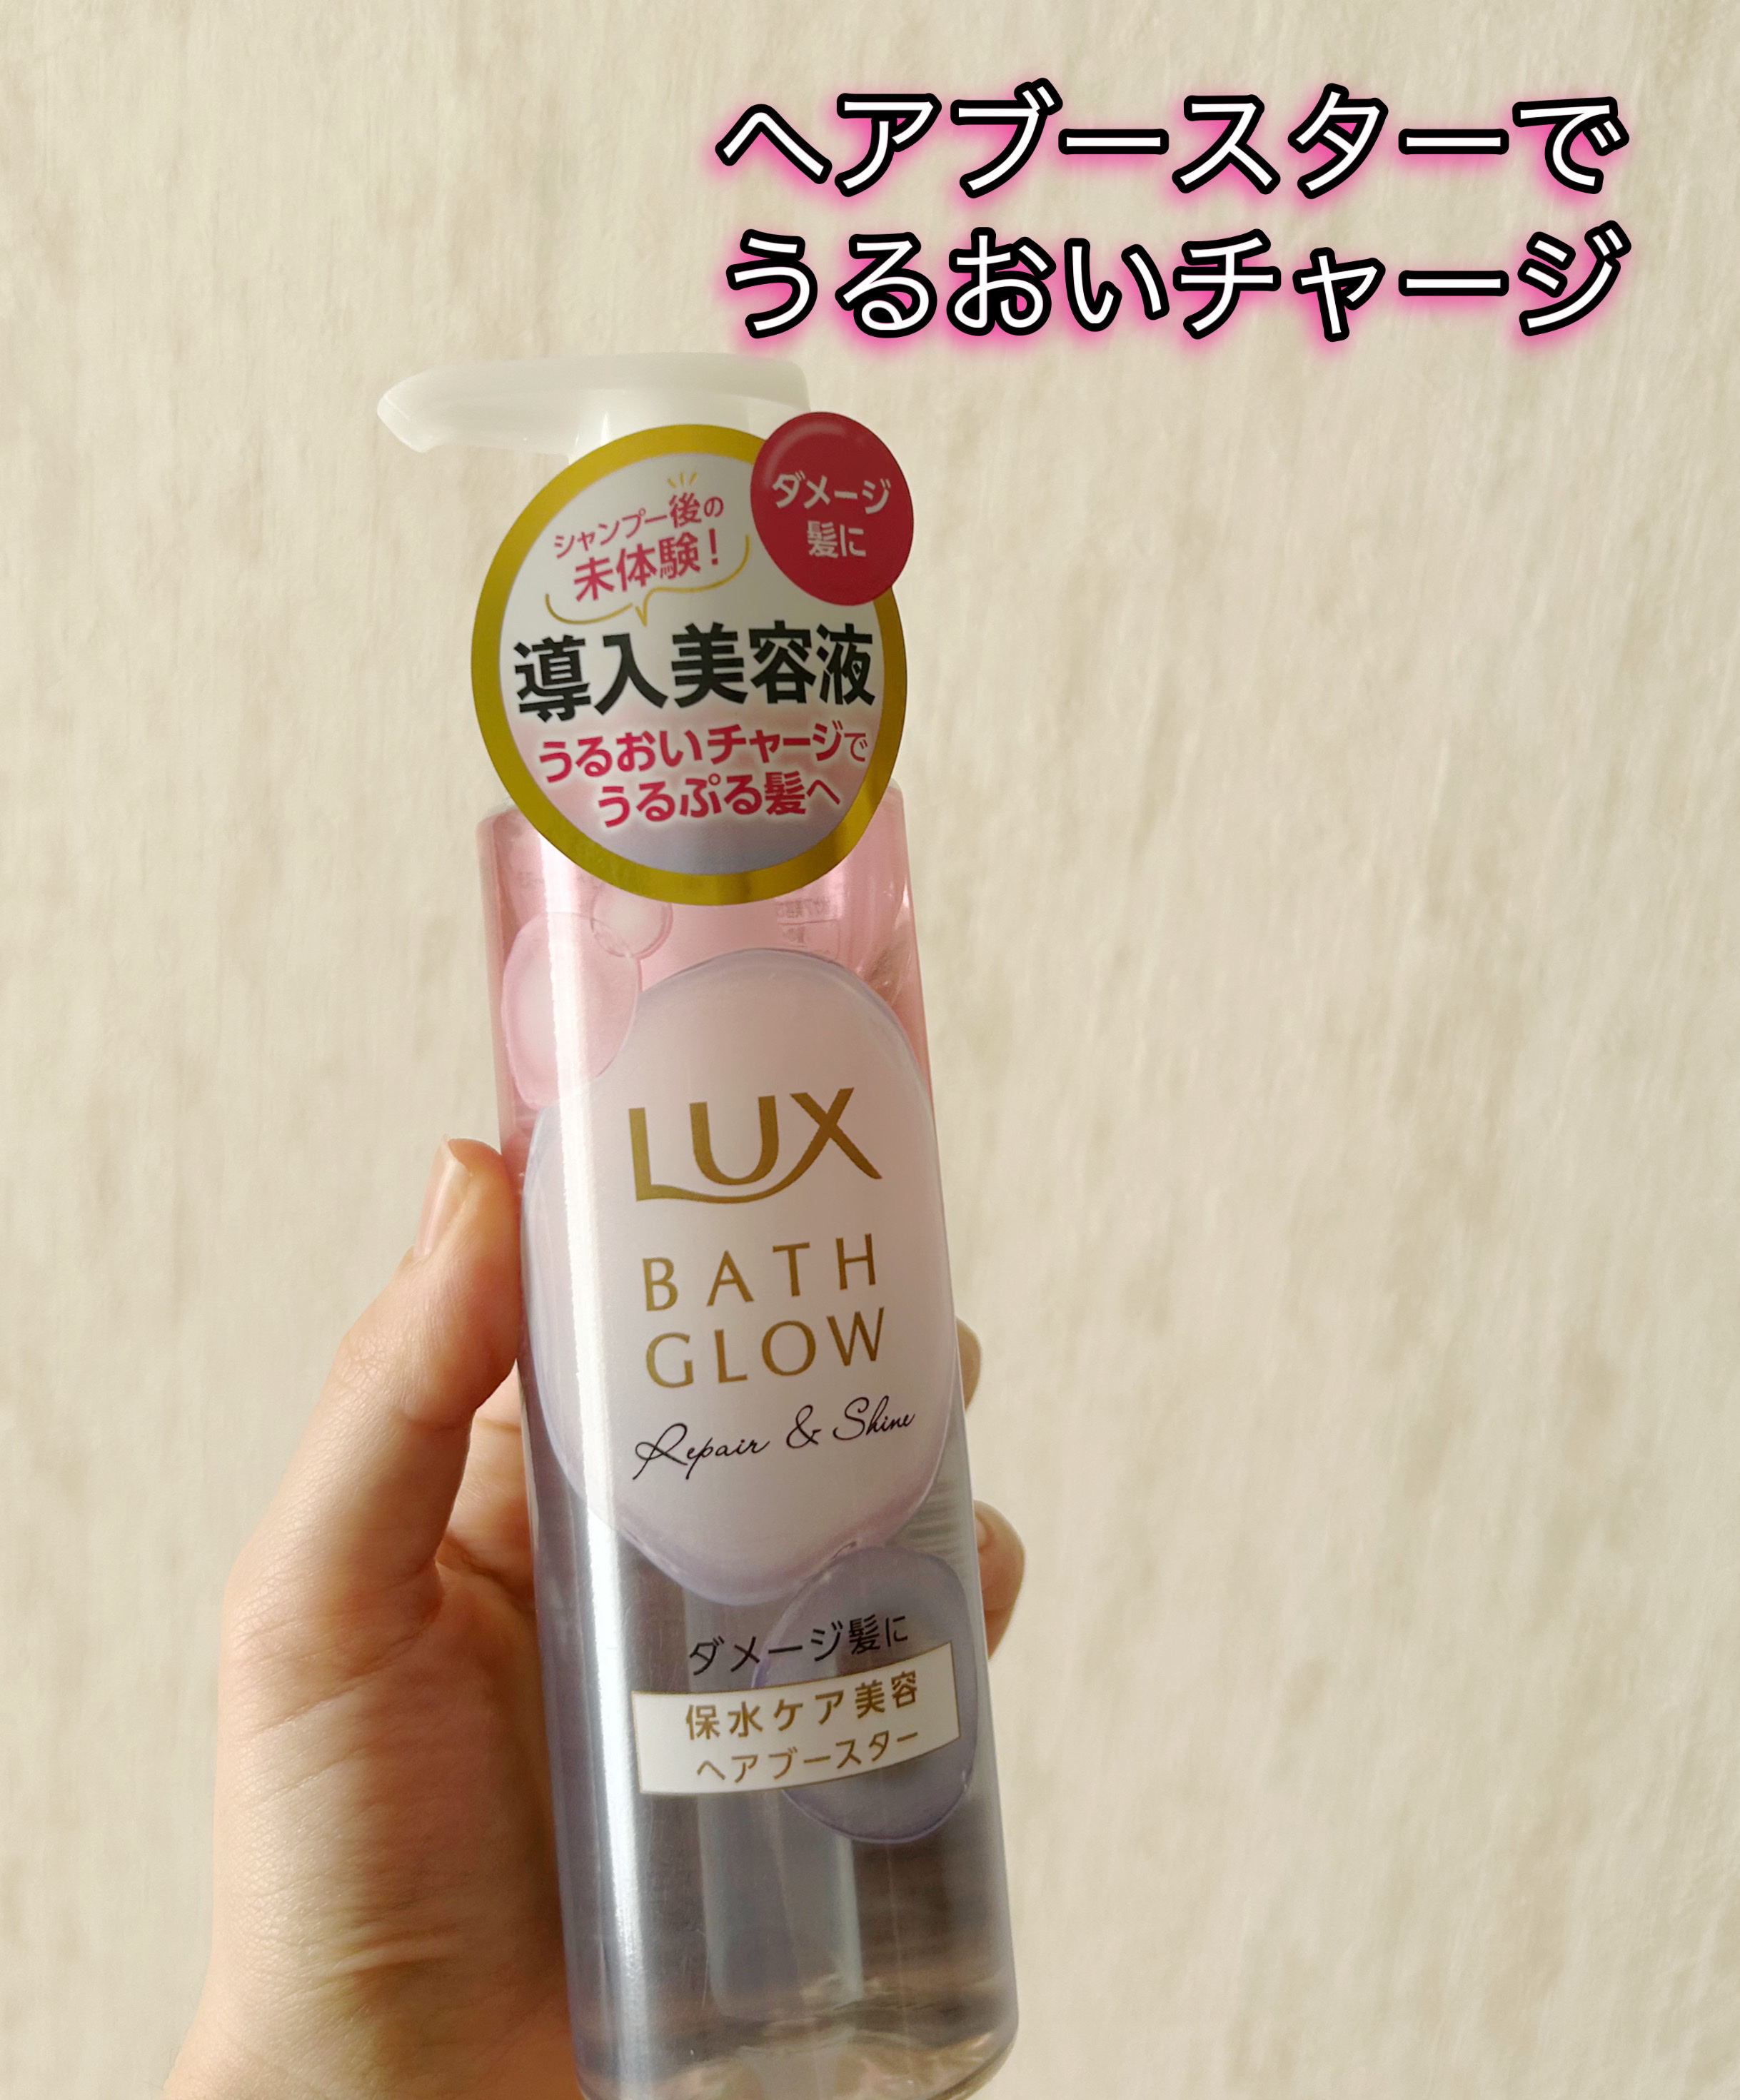 ヘアブースターで
うるおいチャージ
ダメージ
髪に
シャンプー後の
未体験!
導入美容液
うるおいチャージで
うるぷる髪へ
LUX
BATH
GLOW
Repair & Shine
ダメージ髪に
保水ケア美容
ヘアブースター